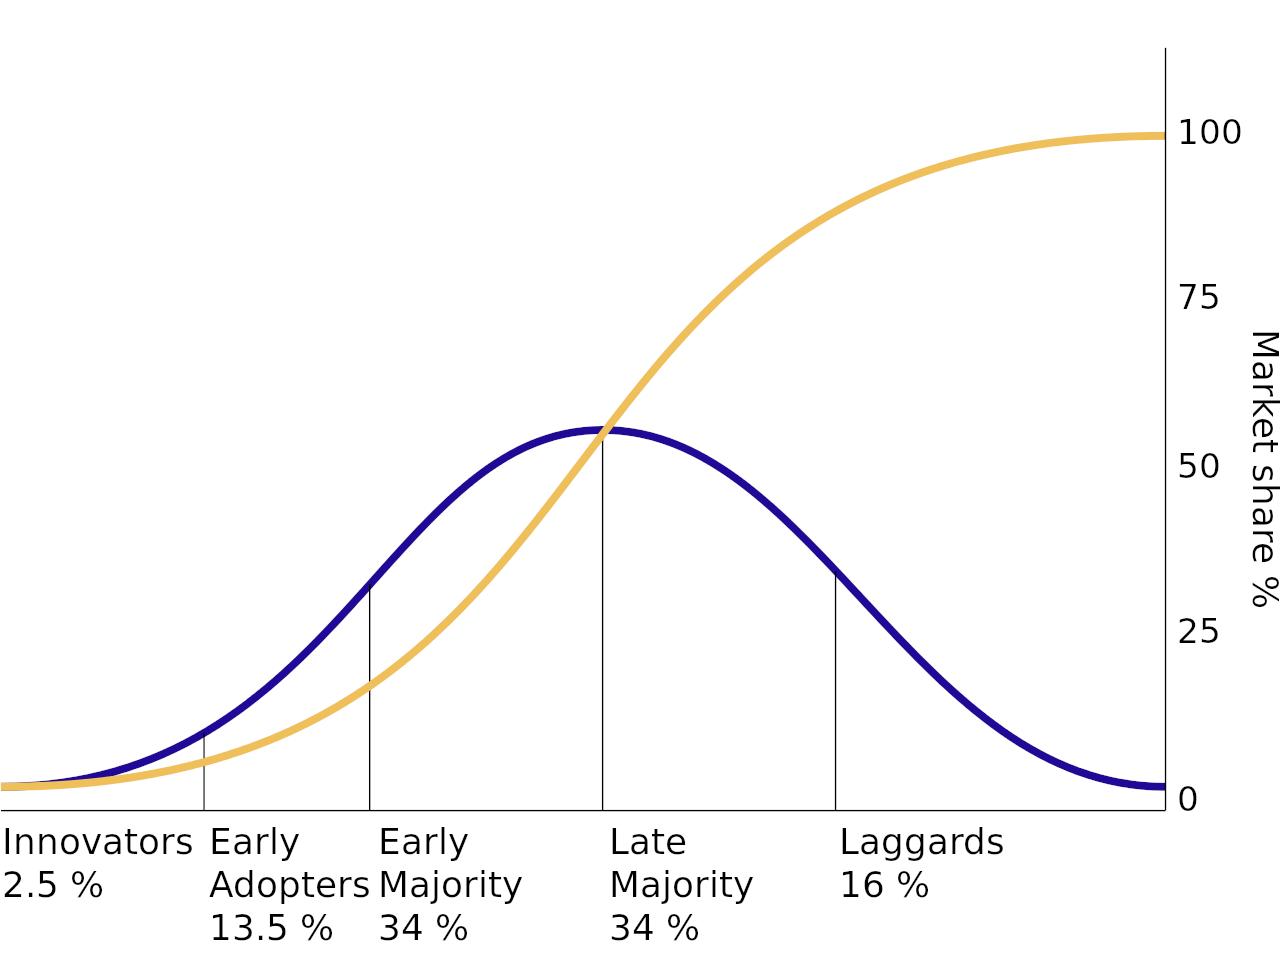 100
75
50
25
0
Market share %
Innovators
2.5 %
Early
Adopters
13.5 %
Early
Majority
34 %
Late
Majority
34 %
Laggards
16 %